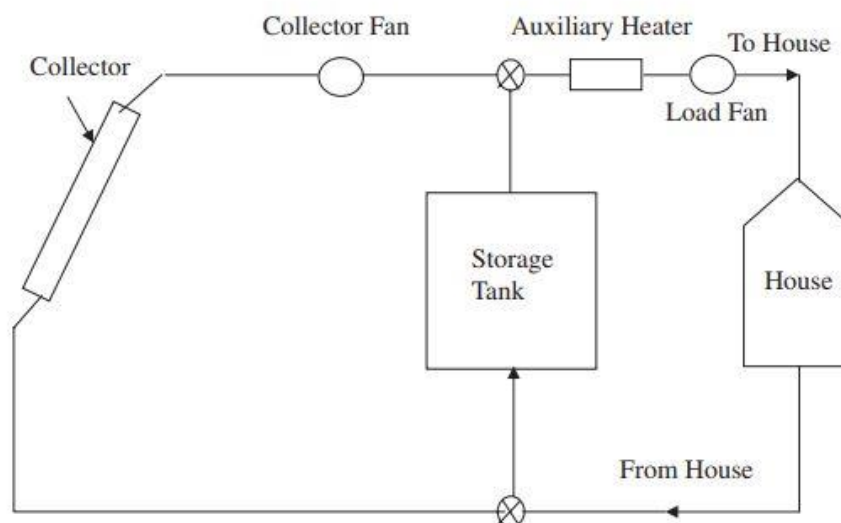 Collector Fan
Auxiliary Heater
To House
Collector
Load Fan
Storage
Tank
House
From House